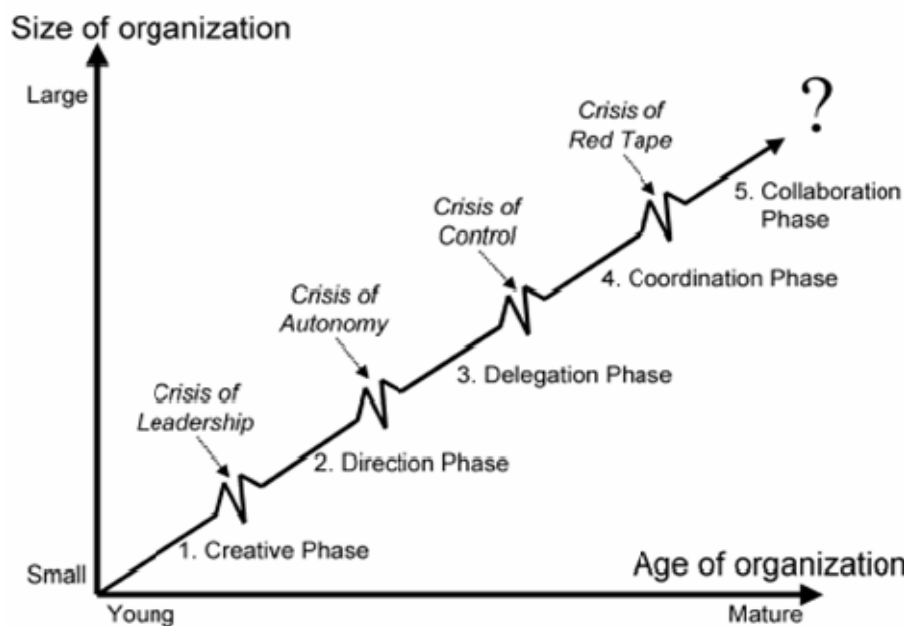 Size of organization
Large
?
Crisis of
Red Tape
5. Collaboration
Phase
Crisis of
Control
4. Coordination Phase
Crisis of
Autonomy
3. Delegation Phase
Crisis of
Leadership
2. Direction Phase
1. Creative Phase
Small
Age of organization
Young
Mature